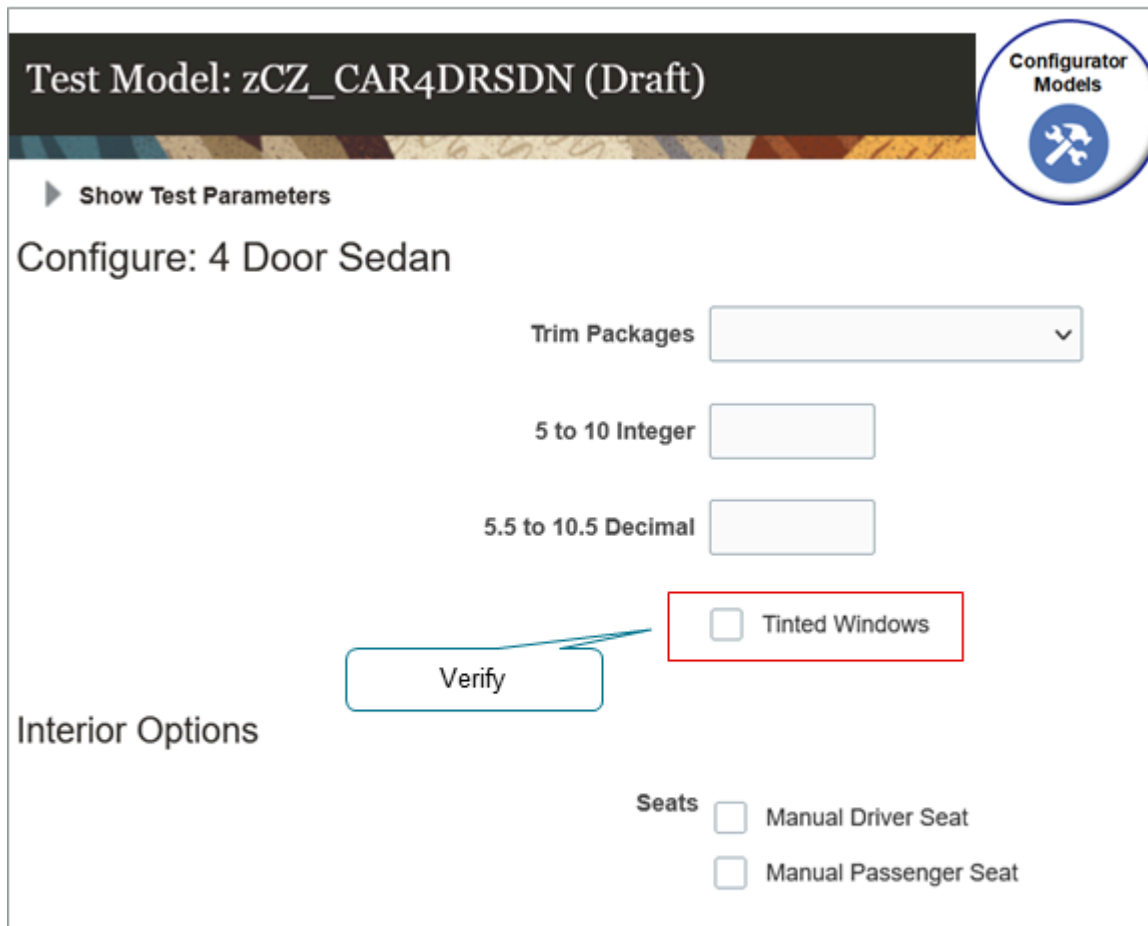 Test Model: zCZ_CAR4DRSDN (Draft)
Configurator
Models
Show Test Parameters
Configure: 4 Door Sedan
Trim Packages
5 to 10 Integer
5.5 to 10.5 Decimal
Tinted Windows
Verify
Interior Options
Seats Manual Driver Seat
Manual Passenger Seat